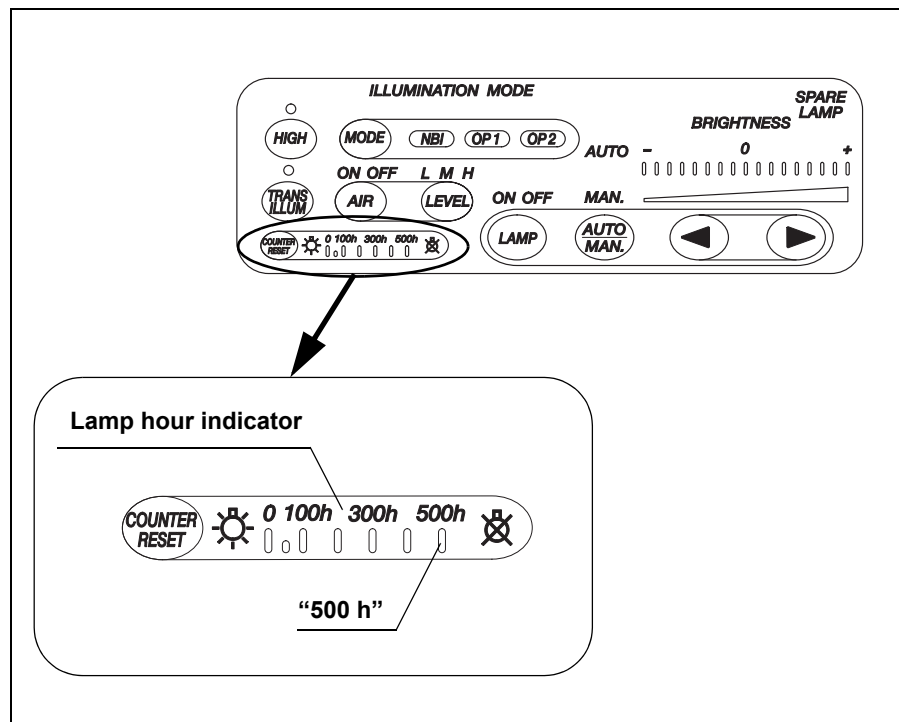 ILLUMINATION MODE
SPARE
LAMP
BRIGHTNESS
HIGH
MODE NBI OP1 OP2
AUTO - 0 +
ON OFF L M H
TRANS
ILLUM
AIR LEVEL
ON OFF MAN.
LAMP
AUTO
MAN.
COUNTER
RESET
0 100h 300h 500h
Lamp hour indicator
COUNTER
RESET
0 100h 300h 500h
“500 h”